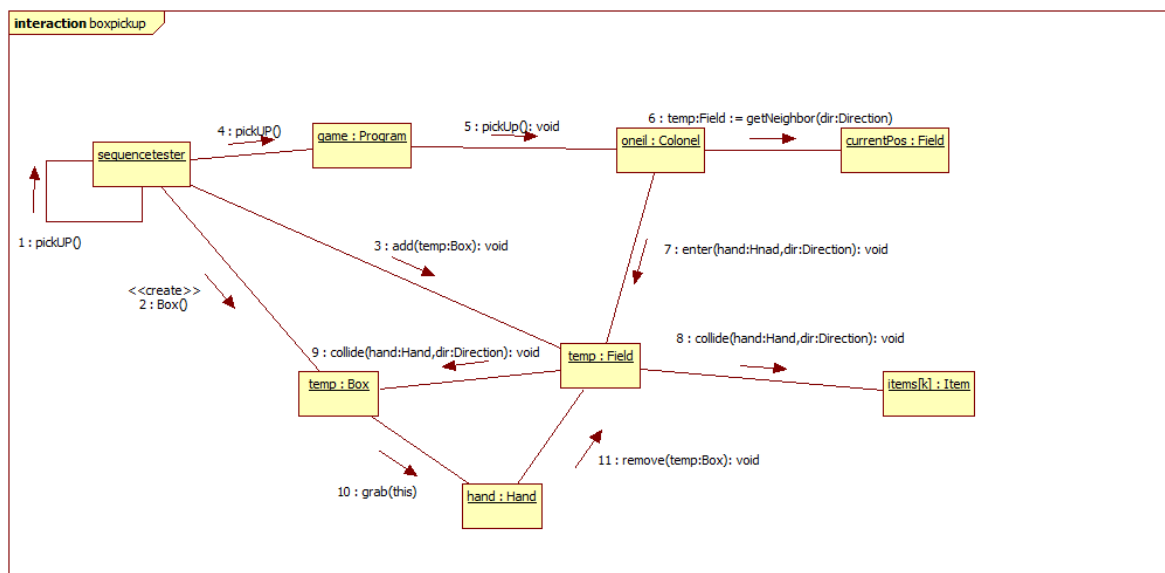 interaction boxpickup
4 : pickUP()
5 : pickUp(): void
6 : temp:Field := getNeighbor(dir:Direction)
sequencetester
game : Program
oneil : Colonel
currentPos : Field
1 : pickUP()
3 : add(temp:Box): void
7 : enter(hand:Hnad,dir:Direction): void
<<create>>
2 : Box()
9 : collide(hand:Hand,dir:Direction): void
8 : collide(hand:Hand,dir:Direction): void
temp : Box
temp : Field
items[k] : Item
10 : grab(this)
11 : remove(temp:Box): void
hand : Hand